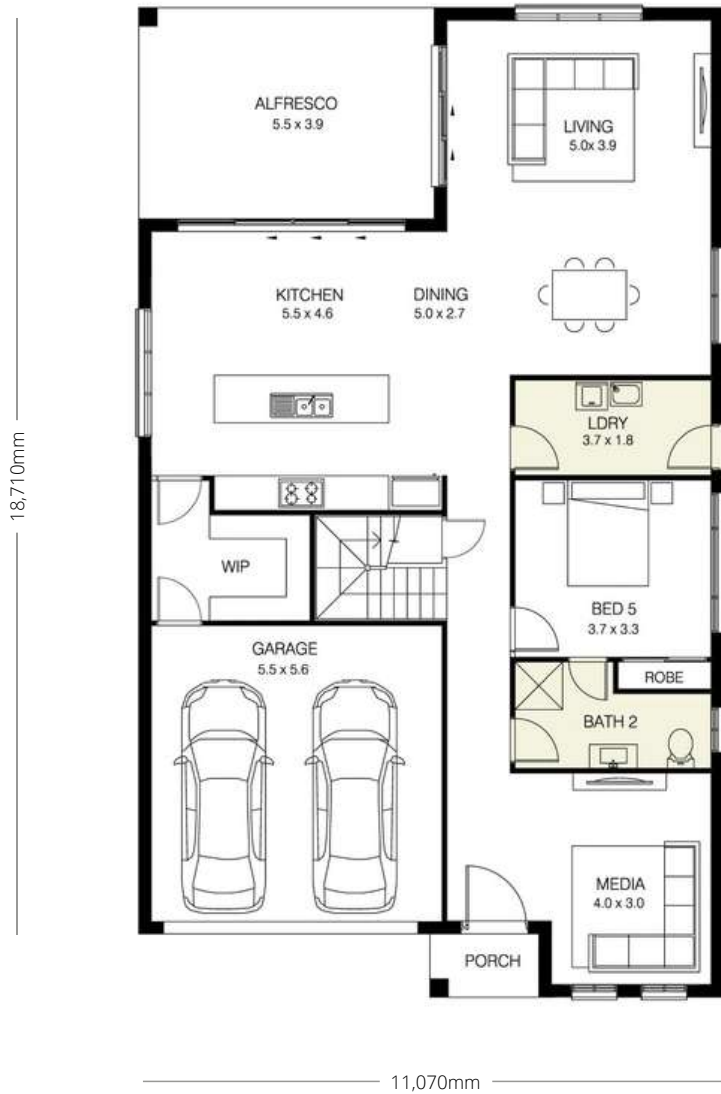 ALFRESCO
5.5 x 3.9
LIVING
5.0x 3.9
KITCHEN
5.5 x 4.6
DINING
5.0 x 2.7
LDRY
3.7 x 1.8
18,710mm
WIP
BED 5
3.7 x 3.3
GARAGE
5.5 x 5.6
ROBE
BATH 2
MEDIA
4.0 x 3.0
PORCH
11,070mm